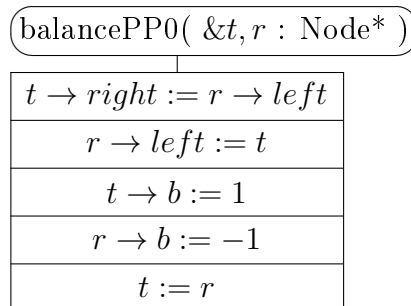 balancePP0( &t, r : Node* )
t → right := r → left
r → left := t
t → b := 1
r → b := −1
t := r